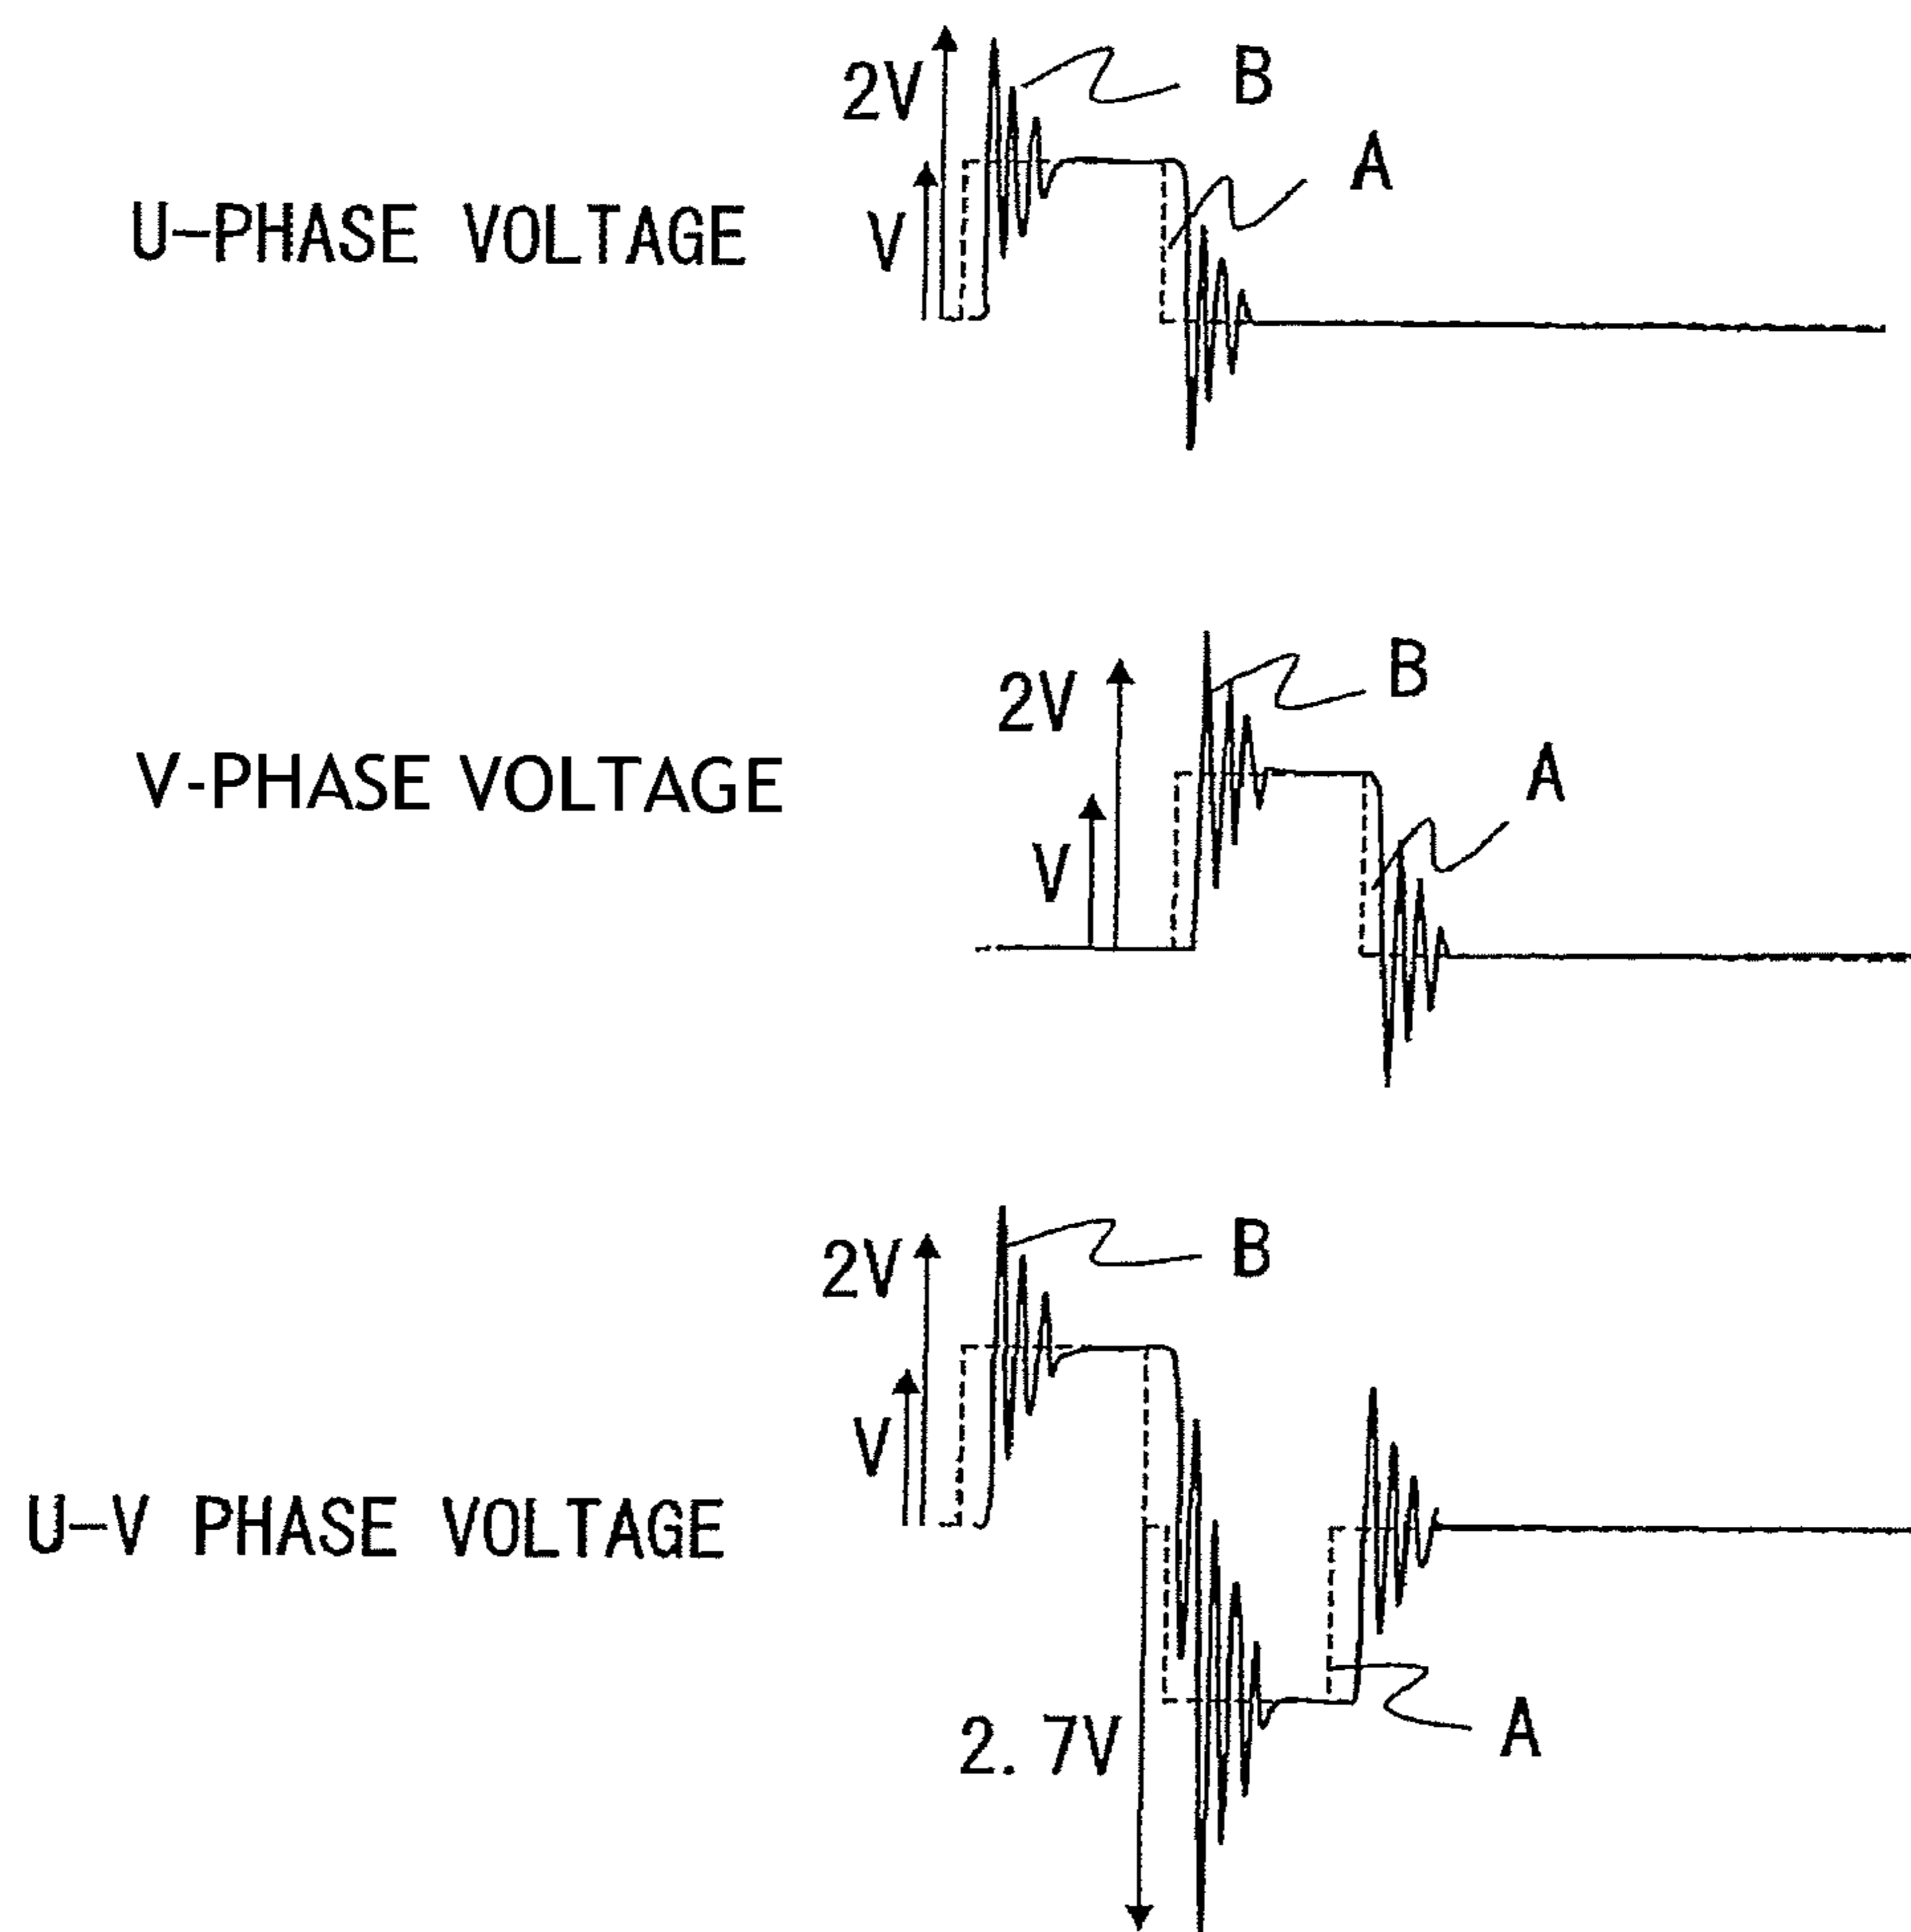 B
2V
A
U-PHASE VOLTAGE
V
B
2V
A
V-PHASE VOLTAGE
V
B
2V
V
U-V PHASE VOLTAGE
A
2.7V